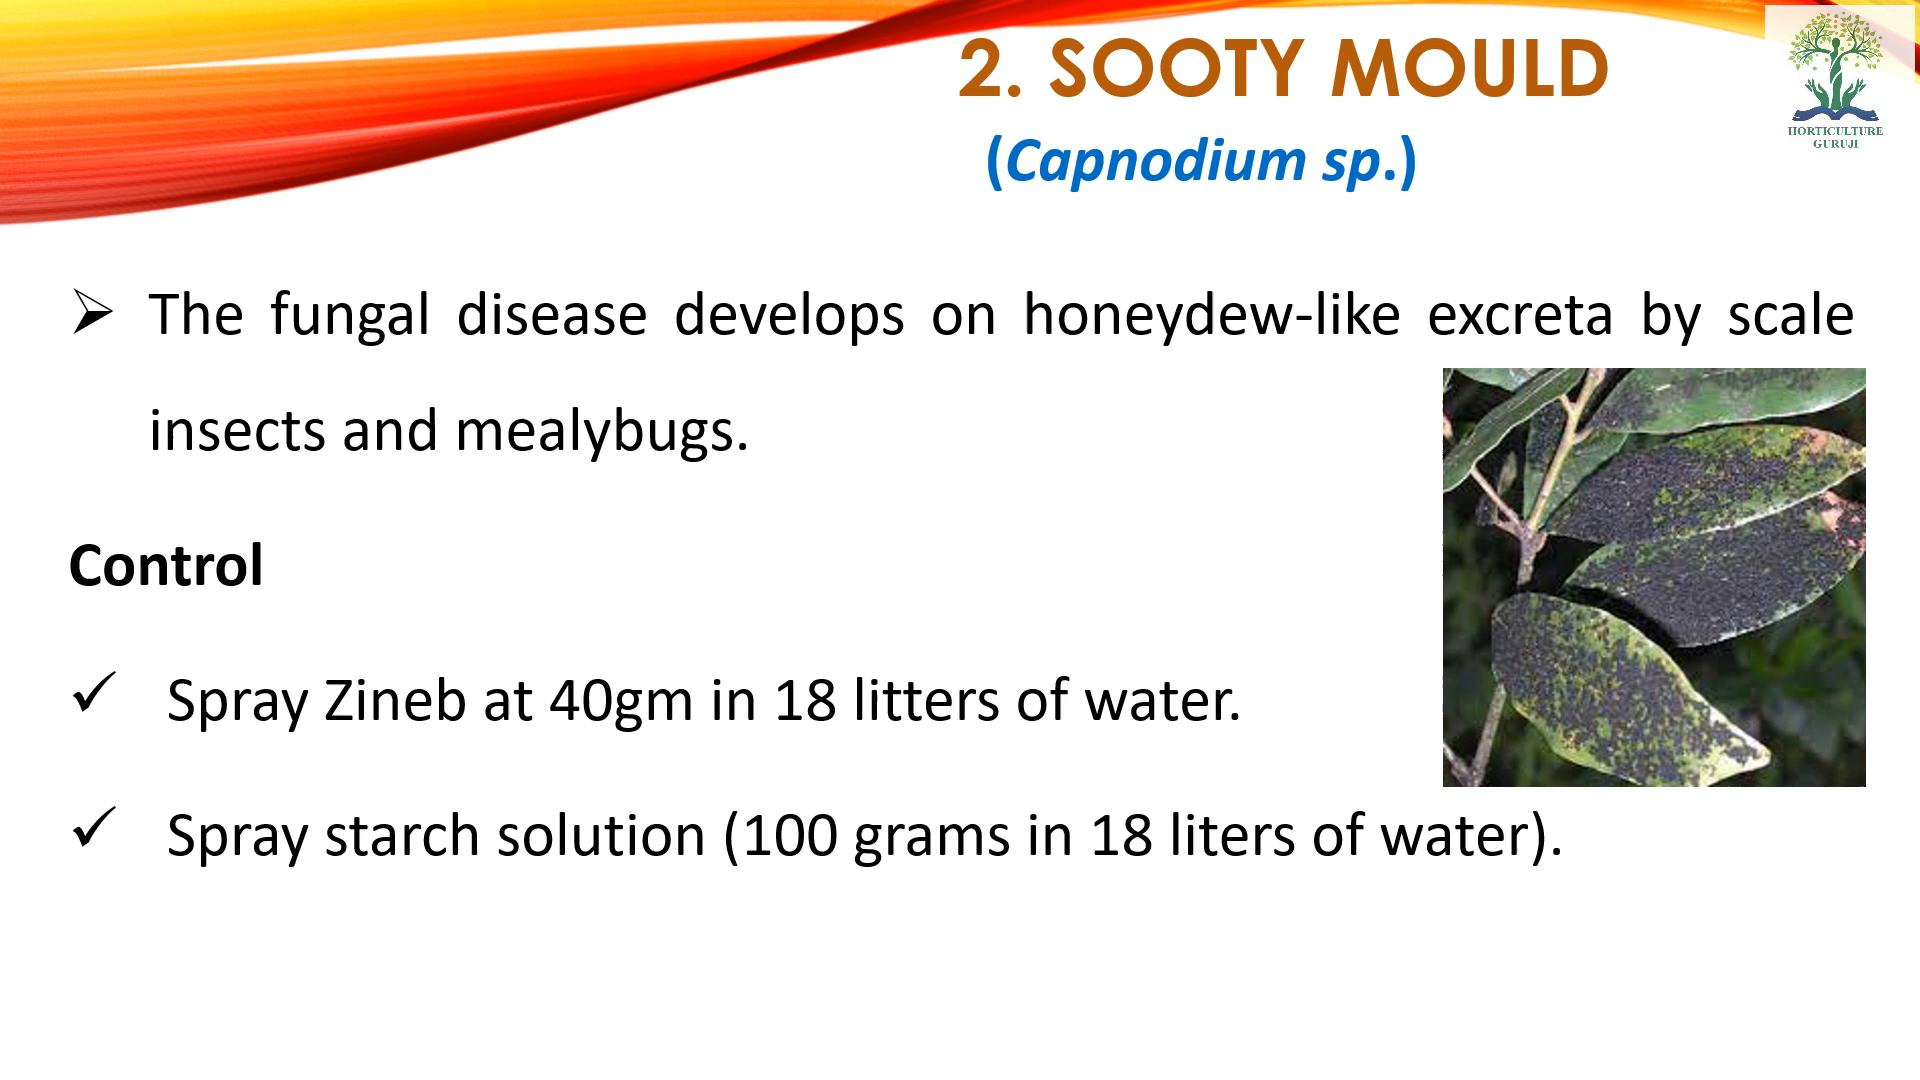 2. SOOTY MOULD
(Capnodium sp.)
HORTICULTURE
GURUJI
➢ The fungal disease develops on honeydew-like excreta by scale
insects and mealybugs.
Control
✓ Spray Zineb at 40gm in 18 litters of water.
✓ Spray starch solution (100 grams in 18 liters of water).